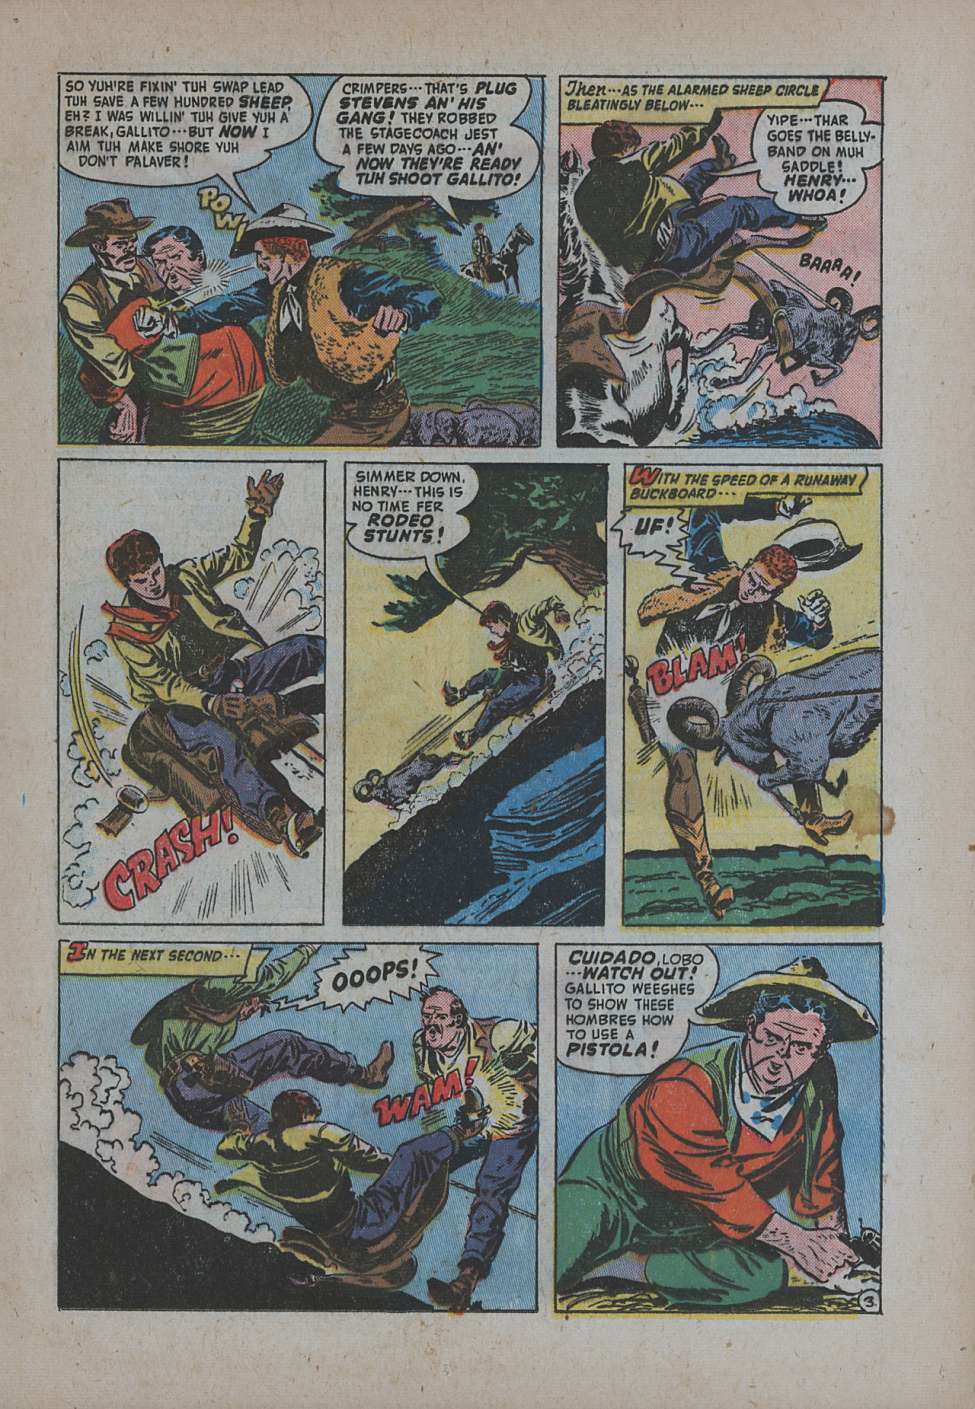 SO YUH'RE FIXIN' TUH SWAP LEAD
TUH SAVE A FEW HUNDRED SHEEP,
EH? I WAS WILLIN' TUH GIVE YUH A
BREAK, GALLITO---BUT NOW I
AIM TUH MAKE SHORE YUH
DON'T PALAVER!
CRIMPERS---THAT'S PLUG
STEVENS AN' HIS
GANG! THEY ROBBED
THE STAGECOACH JEST
A FEW DAYS AGO---AN'
NOW THEY'RE READY
TUH SHOOT GALLITO!
POW!
Then---AS THE ALARMED SHEEP CIRCLE
BLEATINGLY BELOW---
YIPE---THAR
GOES THE BELLY-
BAND ON MUH
SADDLE!
HENRY---
WHOA!
BAARA!
CRASH!
SIMMER DOWN,
HENRY---THIS IS
NO TIME FER
RODEO
STUNTS!
WITH THE SPEED OF A RUNAWAY
BUCKBOARD---
UF!
BLAM!
IN THE NEXT SECOND---
OOOPS!
WAM!
CUIDADO, LOBO
---WATCH OUT!
GALLITO WEESHES
TO SHOW THESE
HOMBRES HOW
TO USE A
PISTOLA!
3